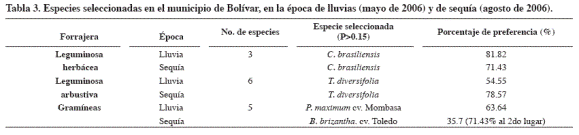 Tabla 3. Especies seleccionadas en el municipio de Bolívar, en la época de lluvias (mayo de 2006) y de sequía (agosto de 2006).
Forrajera Época No. de especies Especie seleccionada (P>0.15) Porcentaje de preferencia (%)
Leguminosa Lluvia 3 C. brasiliensis 81.82
herbácea Sequía C. brasiliensis 71.43
Leguminosa Lluvia 6 T. diversifolia 54.55
arbustiva Sequía T. diversifolia 78.57
Gramíneas Lluvia 5 P. maximum cv. Mombasa 63.64
Sequía B. brizantha. cv. Toledo 35.7 (71.43% al 2do lugar)